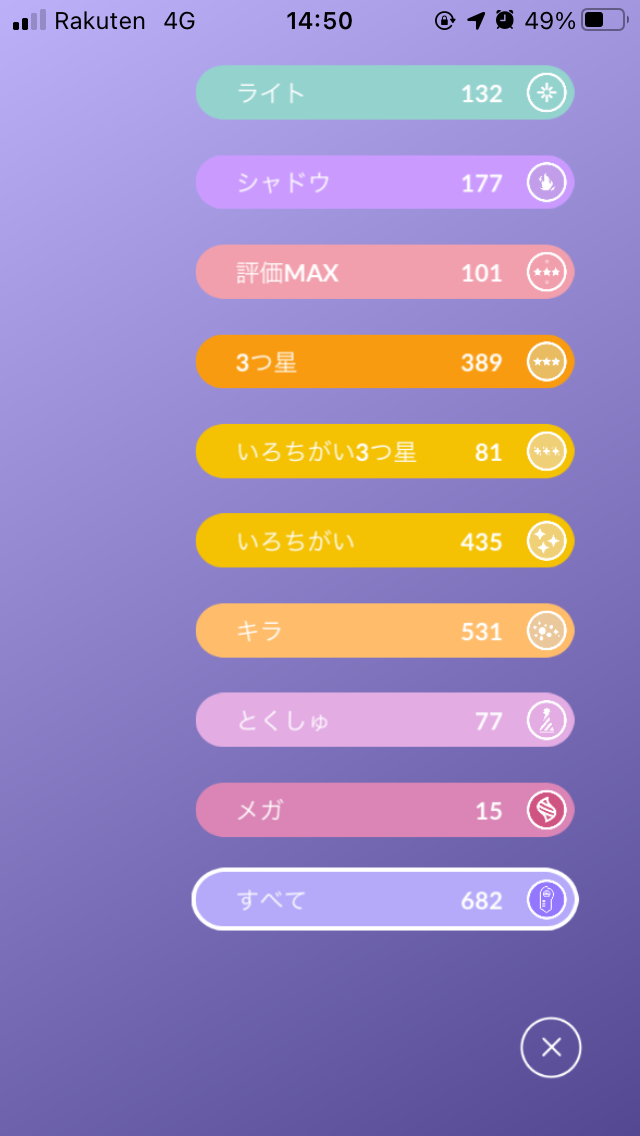 Rakuten 4G 14:50 49%
ライト 132
シャドウ 177
評価MAX 101
3つ星 389
いろちがい3つ星 81
いろちがい 435
キラ 531
とくしゅ 77
メガ 15
すべて 682